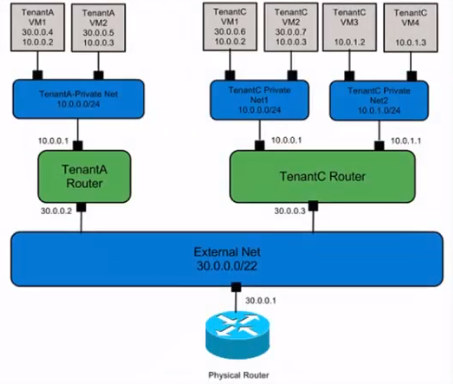 TenantA
VM1
30.0.0.4
10.0.0.2
TenantA
VM2
30.0.0.5
10.0.0.3
TenantC
VM1
30.0.0.6
10.0.0.2
TenantC
VM2
30.0.0.7
10.0.0.3
TenantC
VM3
10.0.1.2
TenantC
VM4
10.0.1.3
TenantA-Private Net
10.0.0.0/24
TenantC Private
Net1
10.0.0.0/24
TenantC Private
Net2
10.0.1.0/24
10.0.0.1
10.0.0.1
10.0.1.1
TenantA
Router
TenantC Router
30.0.0.2
30.0.0.3
External Net
30.0.0.0/22
30.0.0.1
Physical Router